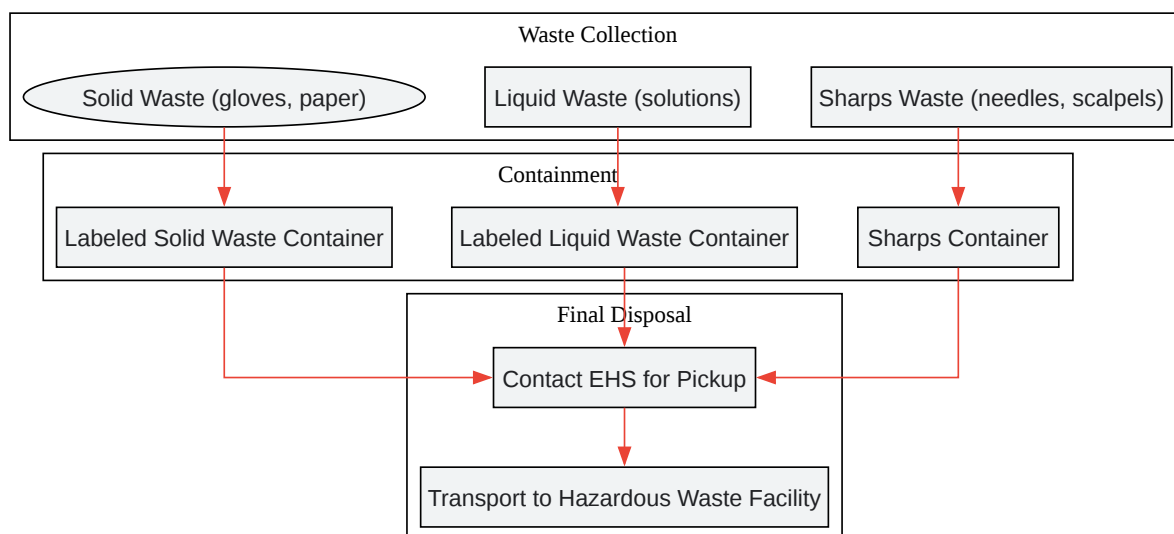 Waste Collection
Solid Waste (gloves, paper)
Liquid Waste (solutions)
Sharps Waste (needles, scalpels)
Containment
Labeled Solid Waste Container
Labeled Liquid Waste Container
Sharps Container
Final Disposal
Contact EHS for Pickup
Transport to Hazardous Waste Facility